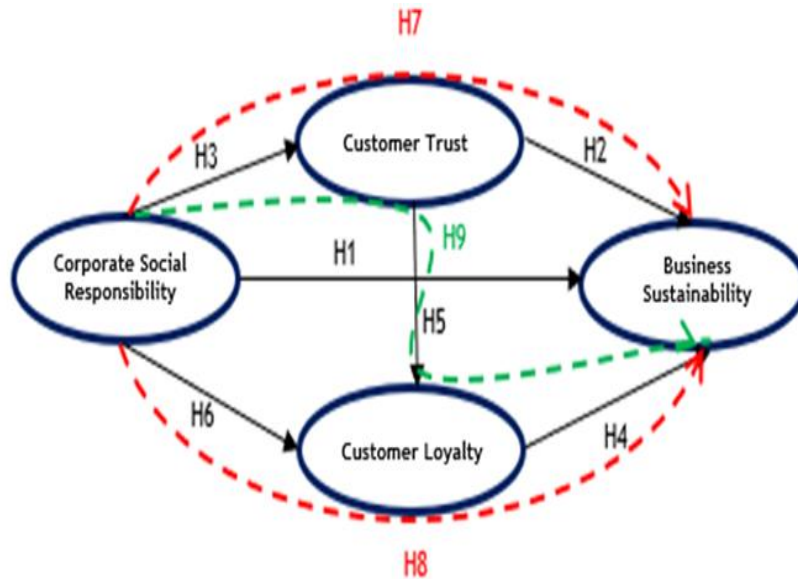 H7
Customer Trust
H3
H2
H9
Corporate Social
Responsibility
H1
Business
Sustainability
H5
H6
Customer Loyalty
H4
H8